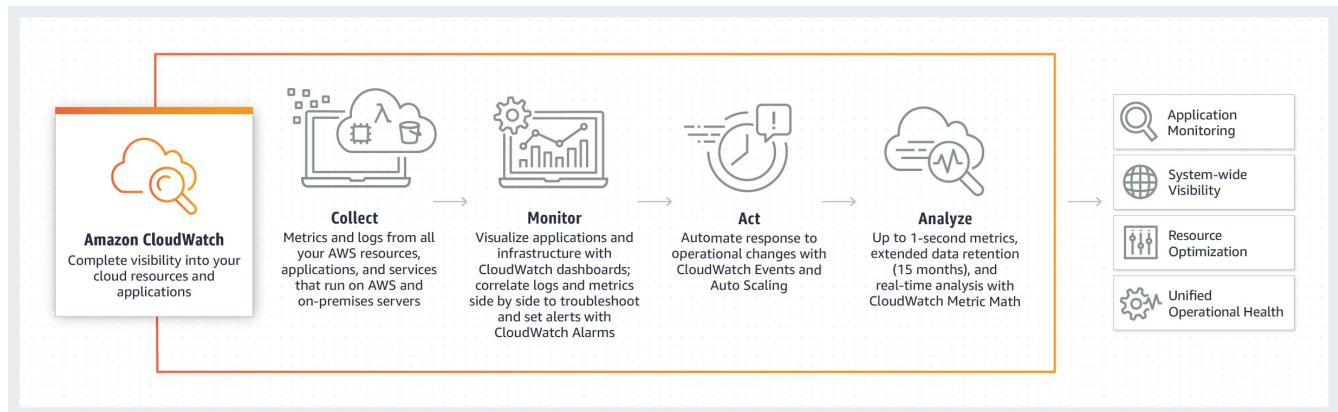 Amazon CloudWatch
Complete visibility into your
cloud resources and
applications
Collect
Metrics and logs from all
your AWS resources,
applications, and services
that run on AWS and
on-premises servers
Monitor
Visualize applications and
infrastructure with
CloudWatch dashboards;
correlate logs and metrics
side by side to troubleshoot
and set alerts with
CloudWatch Alarms
Act
Automate response to
operational changes with
CloudWatch Events and
Auto Scaling
Analyze
Up to 1-second metrics,
extended data retention
(15 months), and
real-time analysis with
CloudWatch Metric Math
Application
Monitoring
System-wide
Visibility
Resource
Optimization
Unified
Operational Health